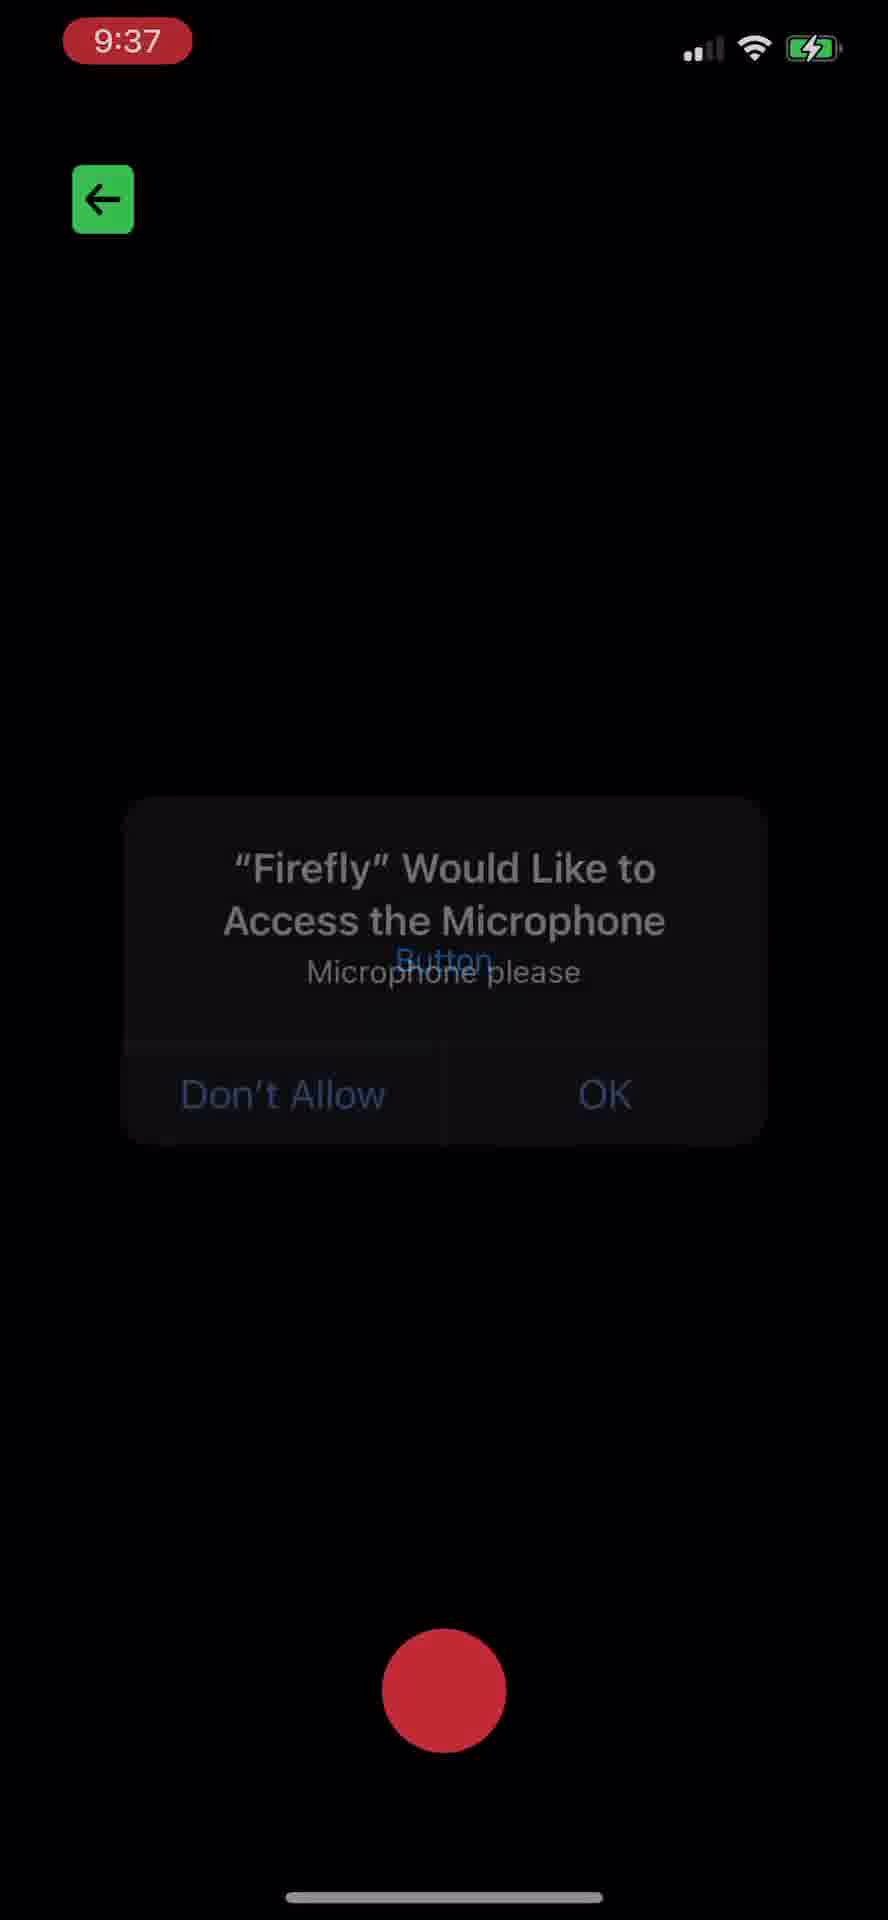 9:37
“Firefly” Would Like to
Access the Microphone
Button
Microphone please
Don’t Allow
OK